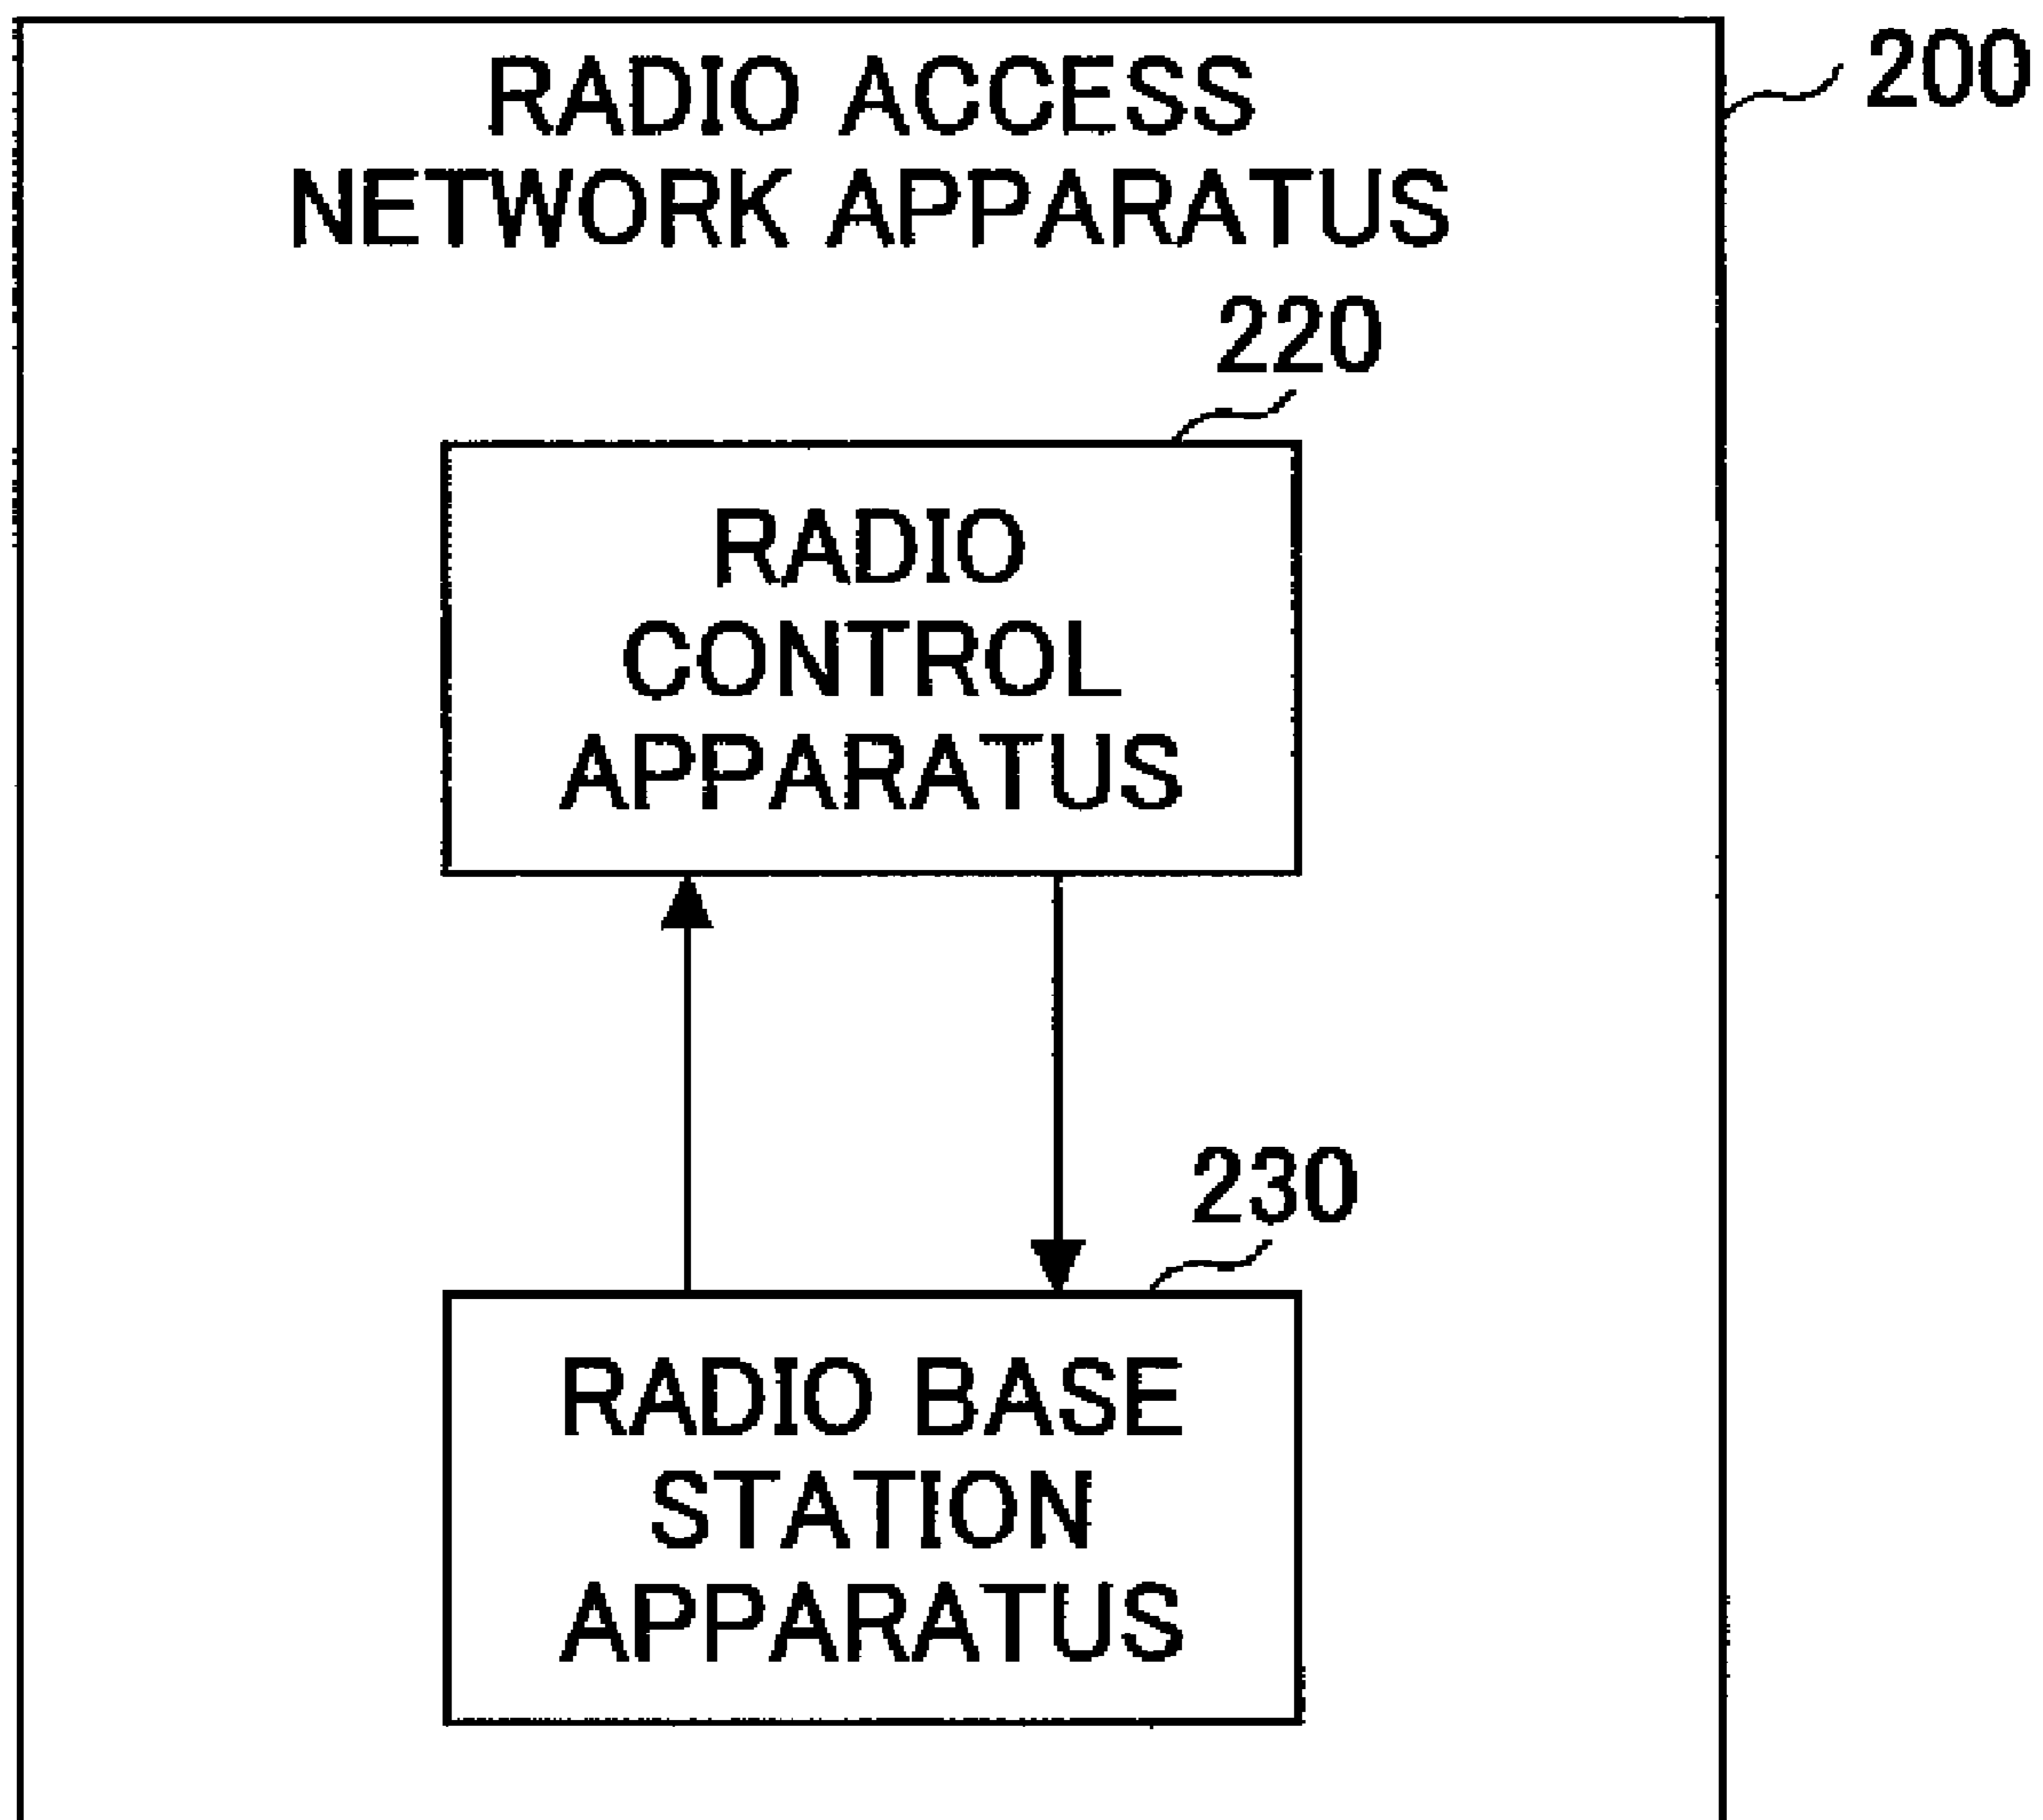 RADIO ACCESS
NETWORK APPARATUS
200
220
RADIO
CONTROL
APPARATUS
230
RADIO BASE
STATION
APPARATUS